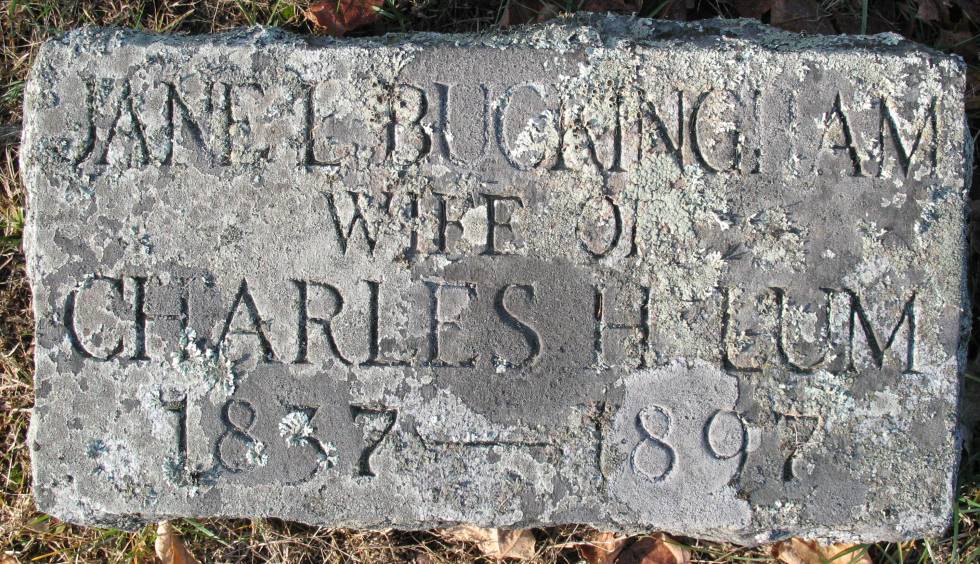 JANE L. BUCKINGHAM
WIFE OF
CHARLES H. LUM
1837—1897